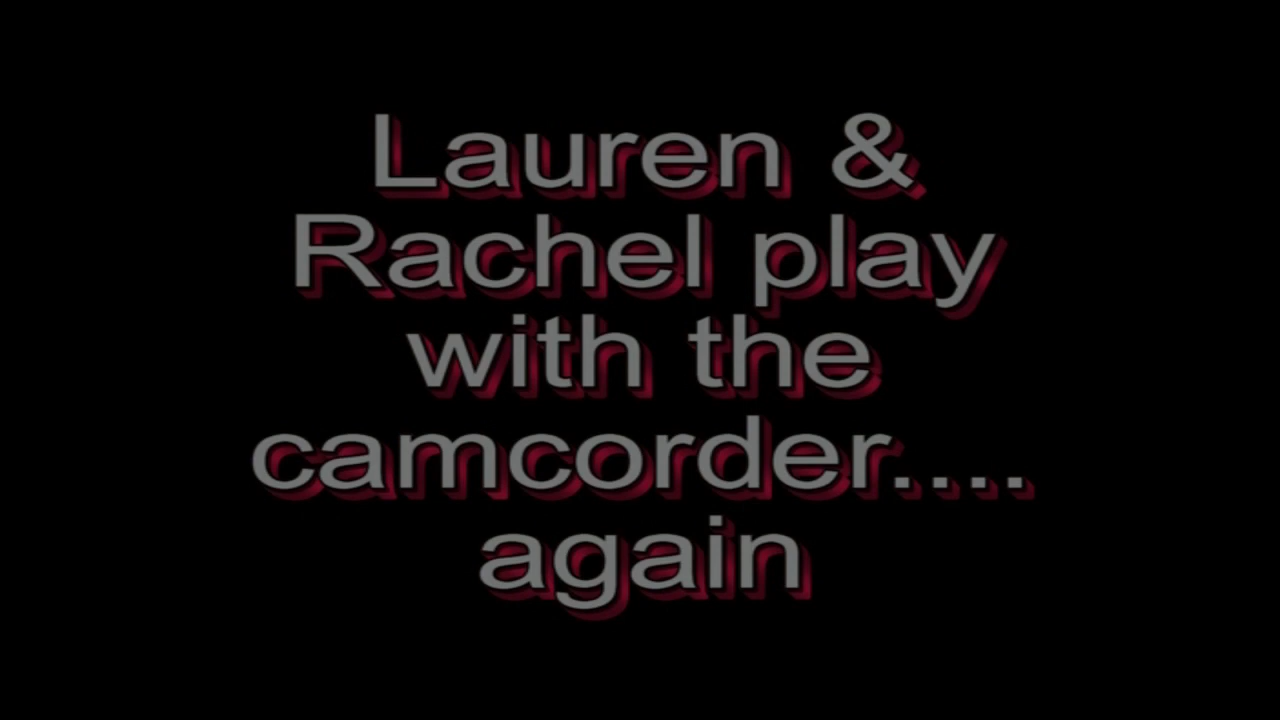 Lauren &
Rachel play
with the
camcorder....
again